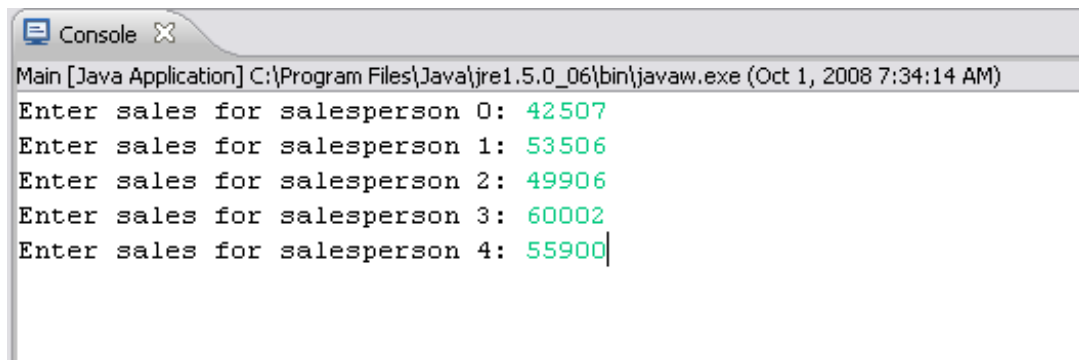 Console
Main [Java Application] C:\Program Files\Java\jre1.5.0_06\bin\javaw.exe (Oct 1, 2008 7:34:14 AM)
Enter sales for salesperson 0: 42507
Enter sales for salesperson 1: 53506
Enter sales for salesperson 2: 49906
Enter sales for salesperson 3: 60002
Enter sales for salesperson 4: 55900